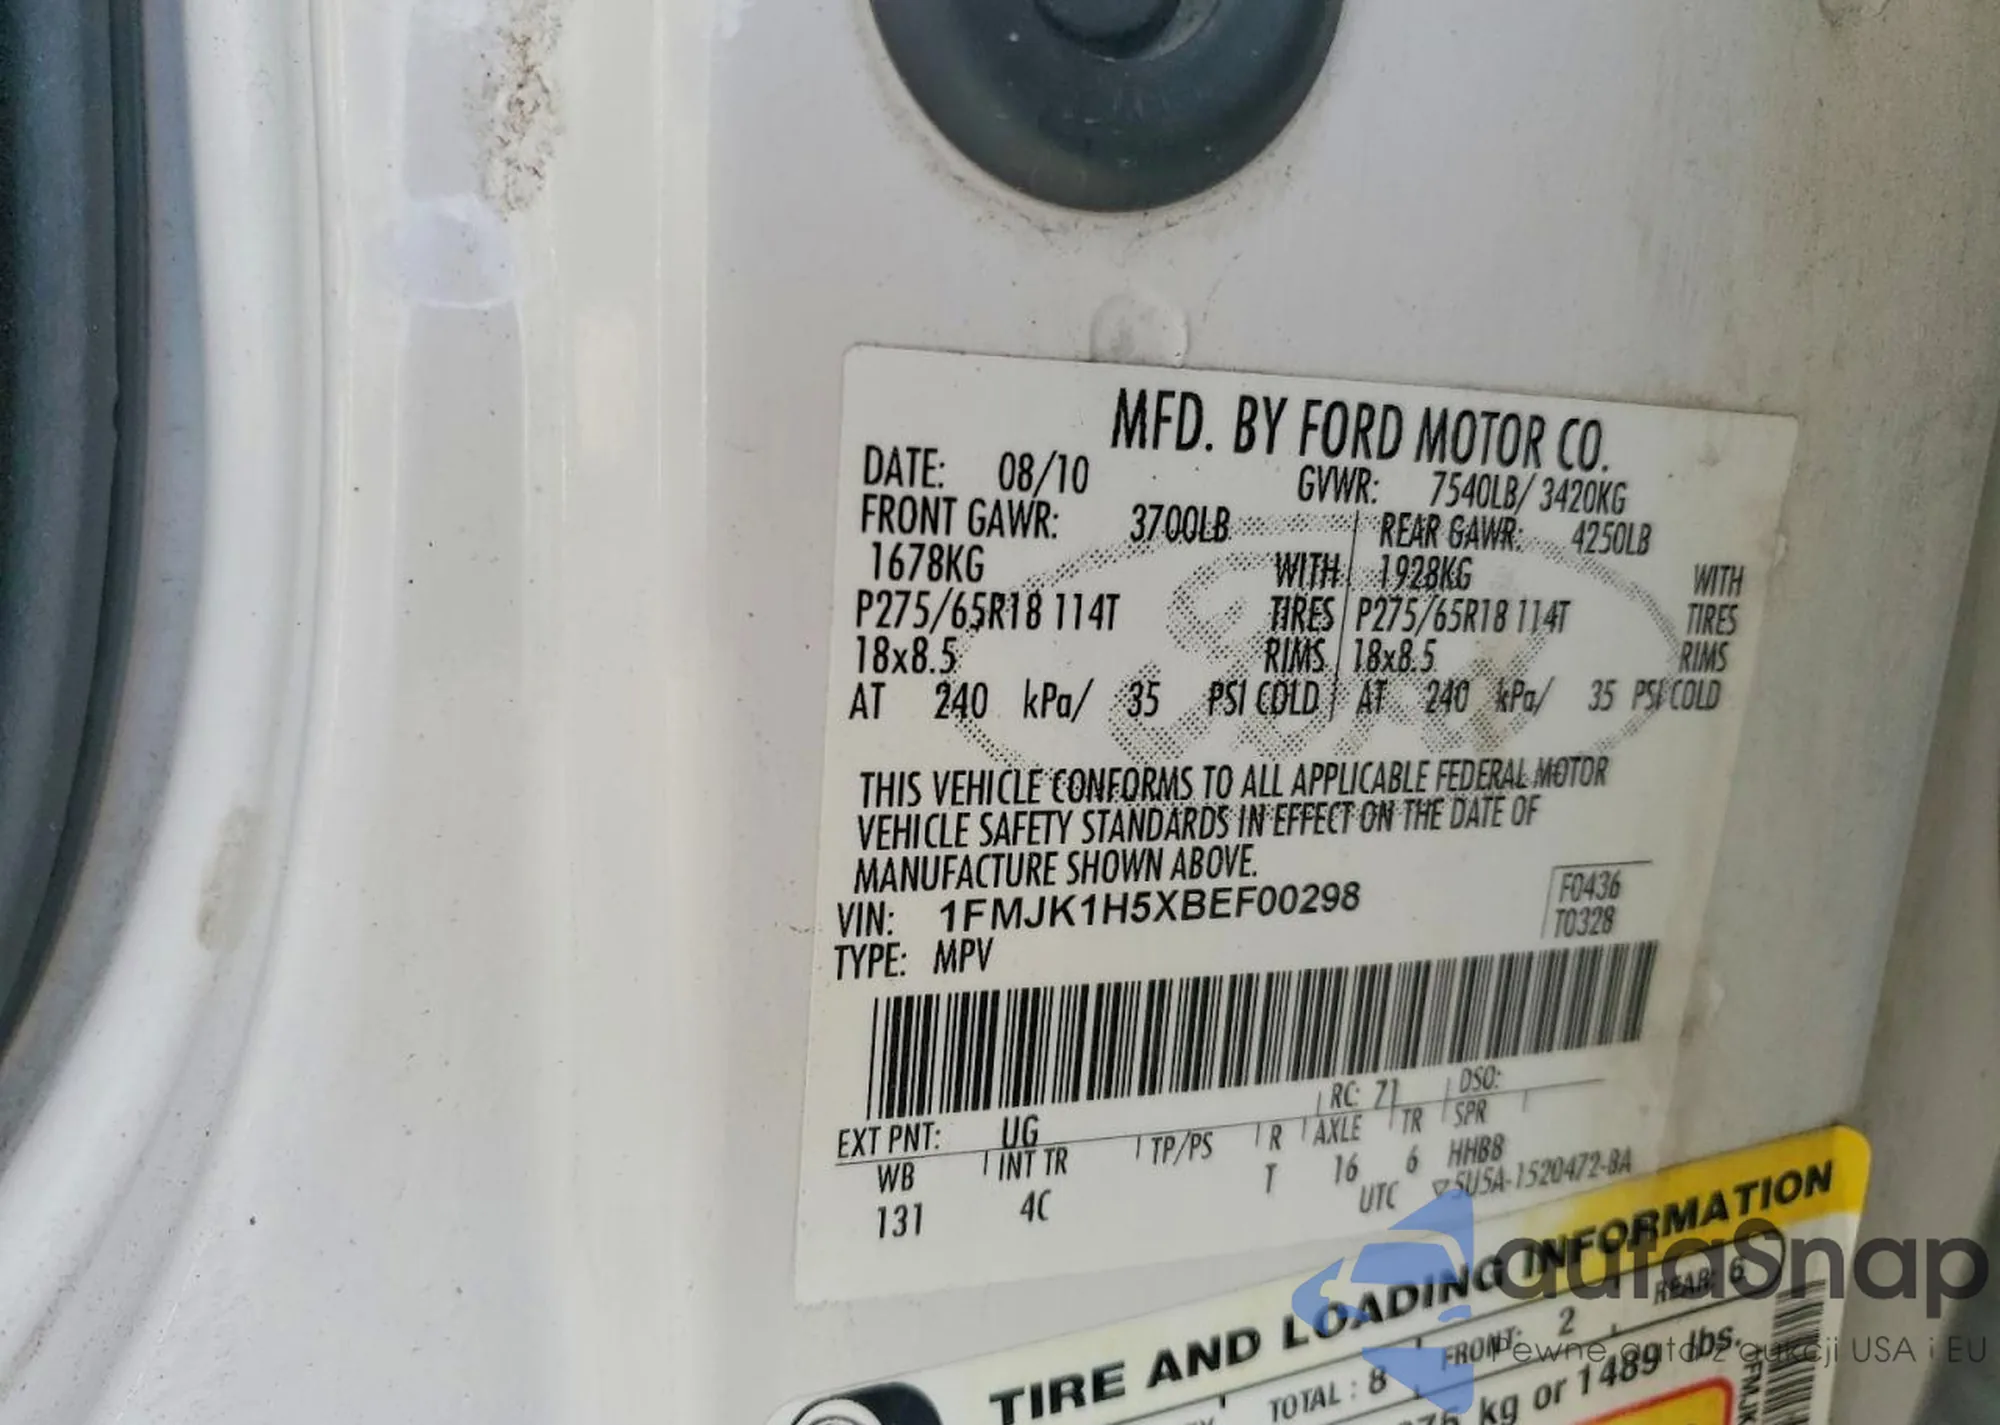 MFD. BY FORD MOTOR CO.
DATE: 08/10 GVWR: 7540LB/ 3420KG
FRONT GAWR: 3700LB REAR GAWR: 4250LB
1678KG WITH 1928KG WITH
P275/65R18 114T TIRES P275/65R18 114T TIRES
18x8.5 RIMS 18x8.5 RIMS
AT 240 kPa/ 35 PSI COLD AT 240 kPa/ 35 PSI COLD
THIS VEHICLE CONFORMS TO ALL APPLICABLE FEDERAL MOTOR
VEHICLE SAFETY STANDARDS IN EFFECT ON THE DATE OF
MANUFACTURE SHOWN ABOVE.
VIN: 1FMJK1H5XBEF00298
F0436
T0328
TYPE: MPV
EXT PNT: UG RC: 71 DSO:
WB INT TR TP/PS R AXLE TR SPR
131 4C T 16 6 HHB8
UTC ▽5U5A-1520472-BA
TIRE AND LOADING INFORMATION
TOTAL : 8 FRONT: 2 REAR: 6
kg or 1489 lbs.
autaSnap
Pewne auta z aukcji USA i EU